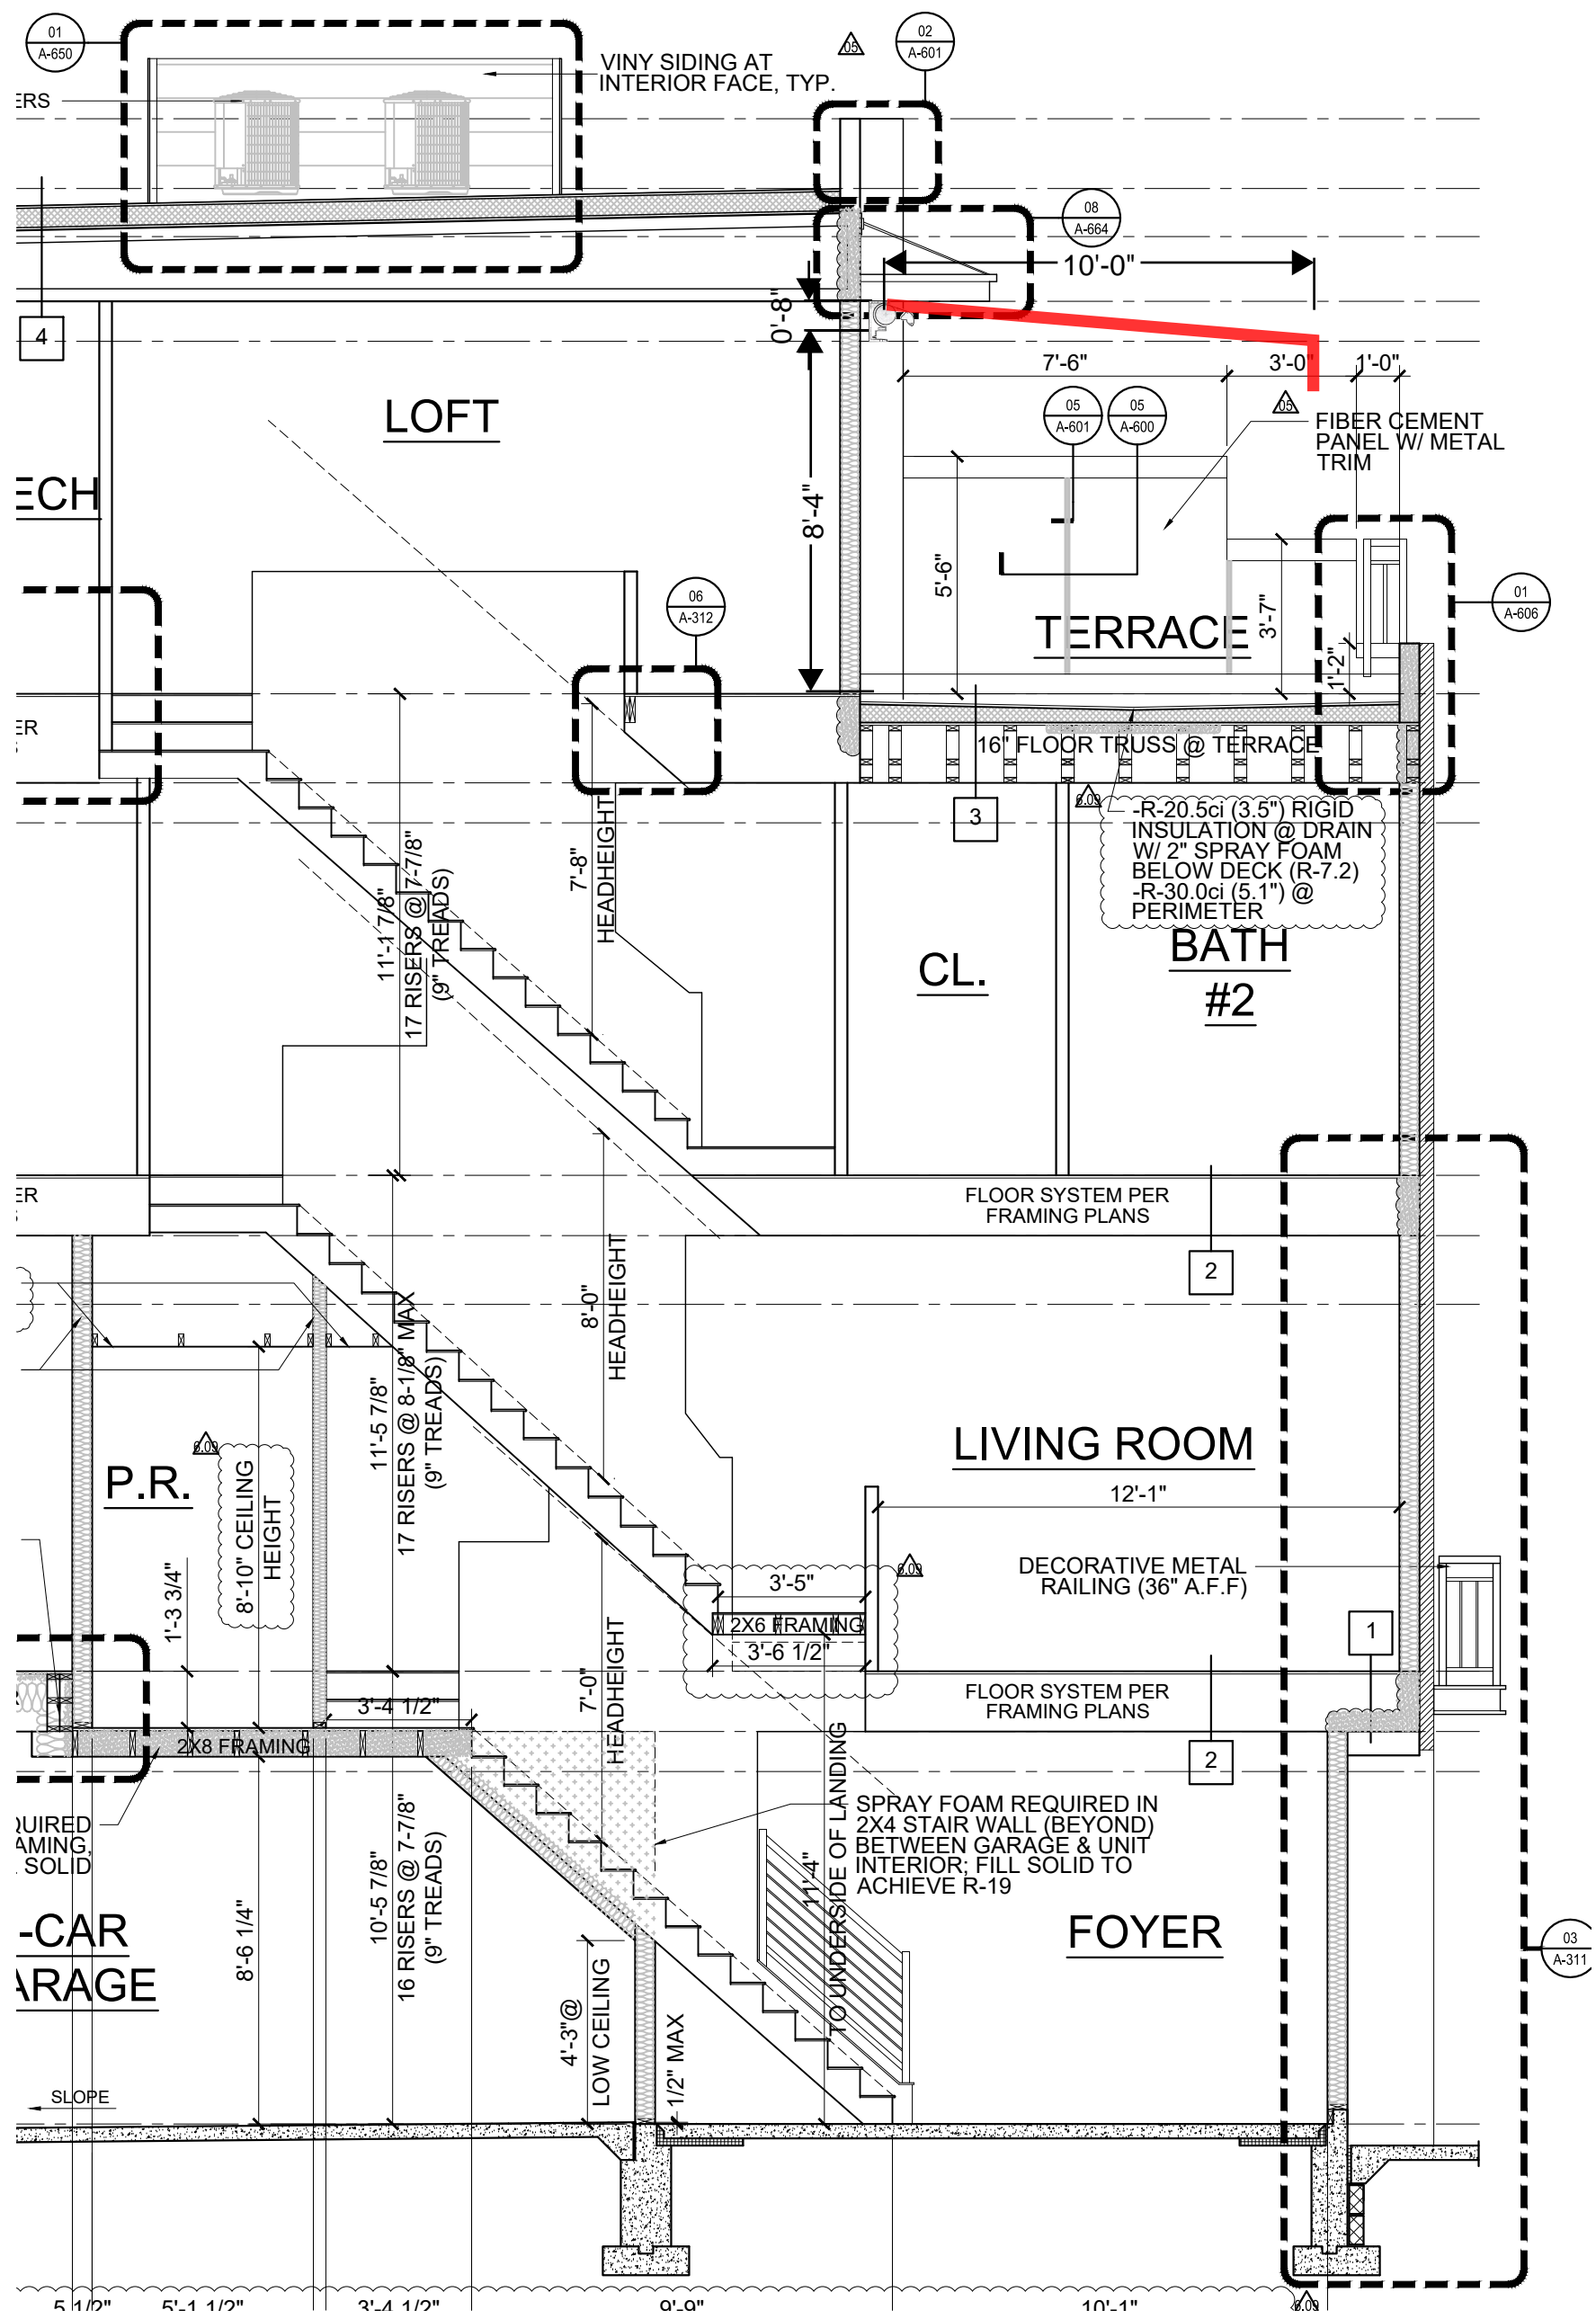 01
A-650
VINY SIDING AT
INTERIOR FACE, TYP.
05
02
A-601
ERS
08
A-664
10'-0"
0'-8"
4
7'-6"
3'-0"
1'-0"
LOFT
05
A-601
05
A-600
05
FIBER CEMENT
PANEL W/ METAL
TRIM
ECH
8'-4"
5'-6"
3'-7"
06
A-312
01
A-606
TERRACE
1'-2"
ER
16" FLOOR TRUSS @ TERRACE
3
6.09
-R-20.5ci (3.5") RIGID
INSULATION @ DRAIN
W/ 2" SPRAY FOAM
BELOW DECK (R-7.2)
-R-30.0ci (5.1") @
PERIMETER
11'-1 7/8"
17 RISERS @ 7-7/8"
(9" TREADS)
7'-8"
HEADHEIGHT
CL.
BATH
#2
ER
FLOOR SYSTEM PER
FRAMING PLANS
2
8'-0"
HEADHEIGHT
11'-5 7/8"
17 RISERS @ 8-1/8" MAX
(9" TREADS)
P.R.
6.09
8'-10" CEILING
HEIGHT
LIVING ROOM
12'-1"
1'-3 3/4"
3'-5"
6.09
2X6 FRAMING
3'-6 1/2"
DECORATIVE METAL
RAILING (36" A.F.F)
1
7'-0"
HEADHEIGHT
FLOOR SYSTEM PER
FRAMING PLANS
2
3'-4 1/2"
2X8 FRAMING
QUIRED
AMING,
SOLID
SPRAY FOAM REQUIRED IN
2X4 STAIR WALL (BEYOND)
BETWEEN GARAGE & UNIT
INTERIOR; FILL SOLID TO
ACHIEVE R-19
11'-4"
TO UNDERSIDE OF LANDING
-CAR
ARAGE
8'-6 1/4"
10'-5 7/8"
16 RISERS @ 7-7/8"
(9" TREADS)
FOYER
03
A-311
4'-3"@
LOW CEILING
1/2" MAX
SLOPE
5 1/2"
5'-1 1/2"
3'-4 1/2"
9'-9"
10'-1"
6.09